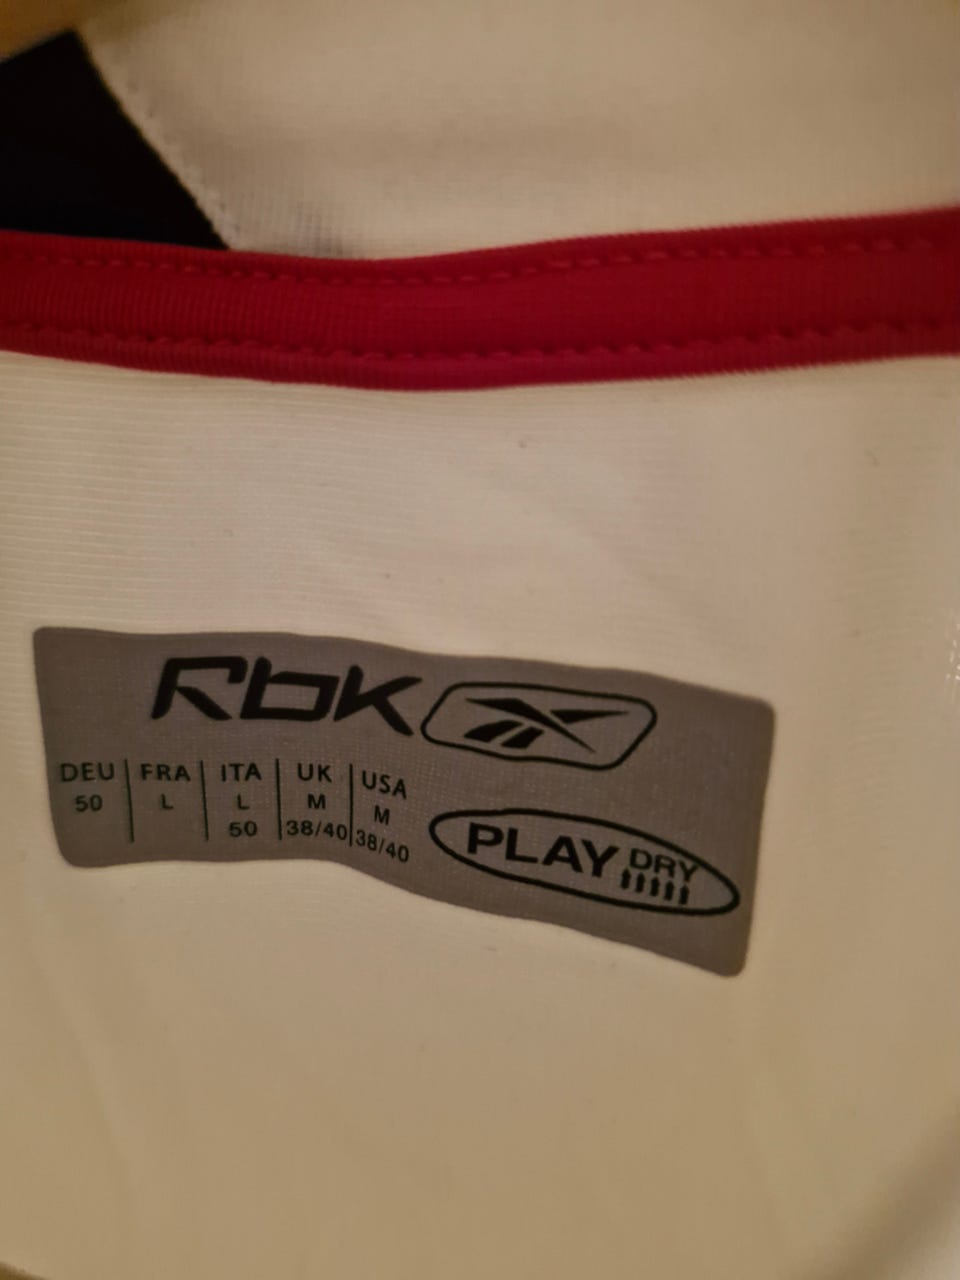 Rbk
DEU FRA ITA UK USA
50 L L M M
50 38/40 38/40
PLAY DRY